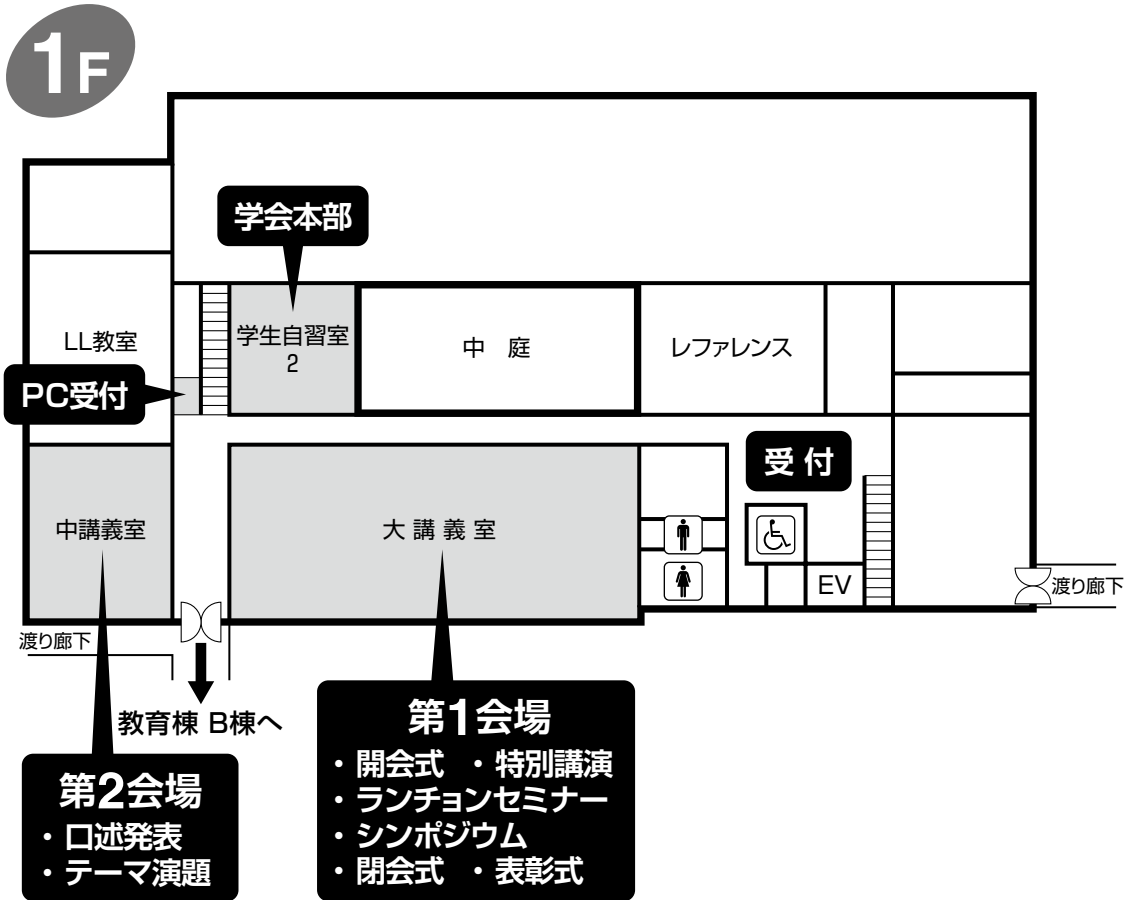 1F
学会本部
LL教室
学生自習室
2
中 庭
レファレンス
PC受付
受 付
中講義室
大 講 義 室
EV
渡り廊下
渡り廊下
教育棟 B棟へ
第1会場
・開会式 ・特別講演
・ランチョンセミナー
・シンポジウム
・閉会式 ・表彰式
第2会場
・口述発表
・テーマ演題